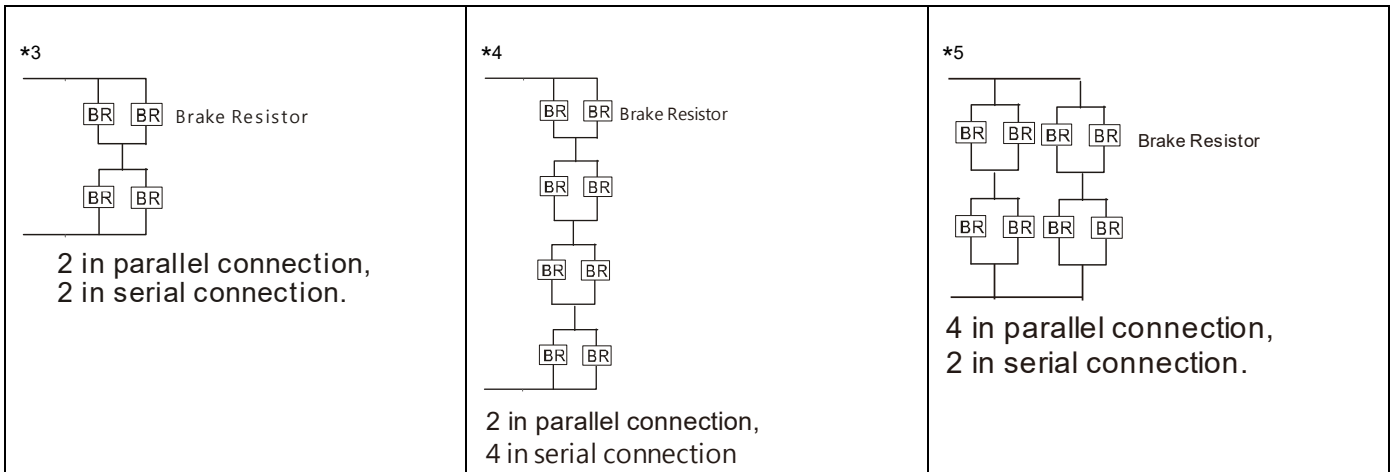 *3
BR BR Brake Resistor
BR BR
2 in parallel connection,
2 in serial connection.
*4
BR BR Brake Resistor
BR BR
BR BR
BR BR
2 in parallel connection,
4 in serial connection
*5
BR BR BR BR Brake Resistor
BR BR BR BR
4 in parallel connection,
2 in serial connection.